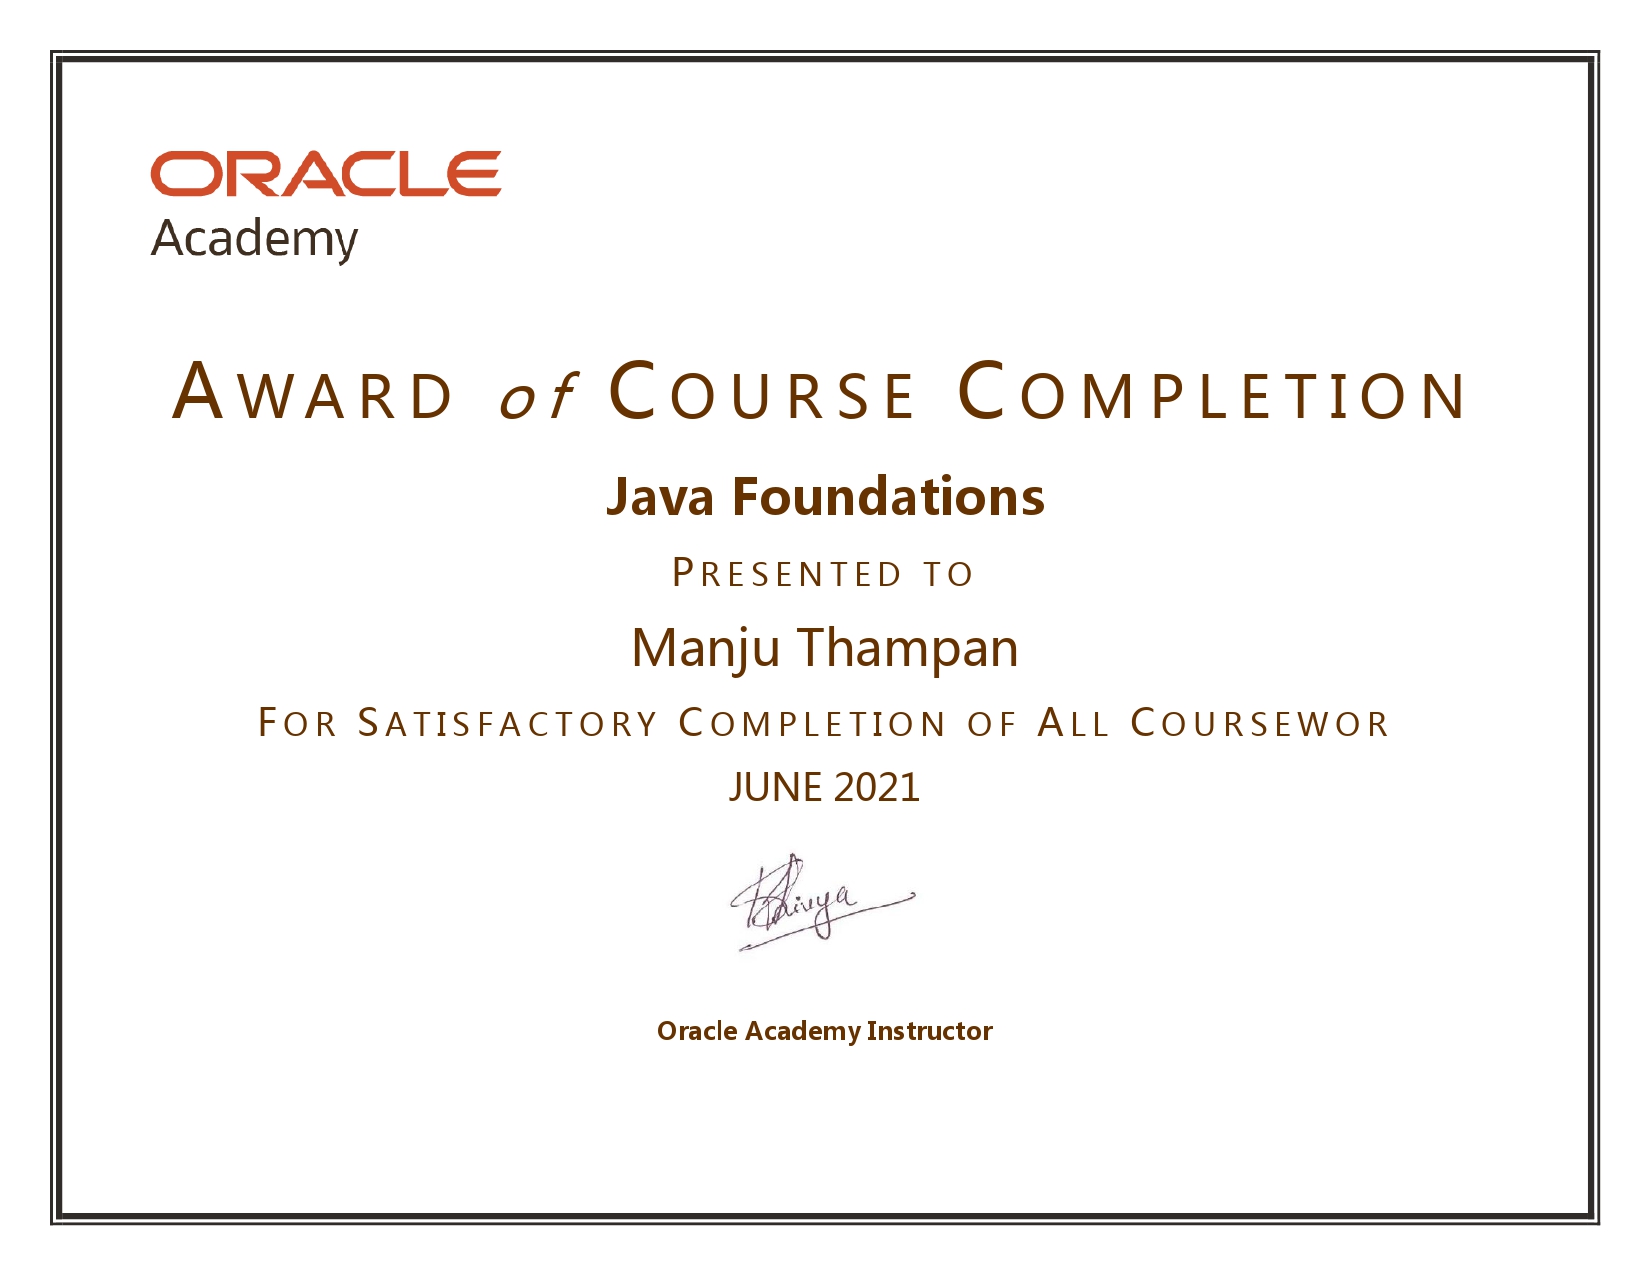 ORACLE
Academy
AWARD of COURSE COMPLETION
Java Foundations
PRESENTED TO
Manju Thampan
FOR SATISFACTORY COMPLETION OF ALL COURSEWOR
JUNE 2021
Oracle Academy Instructor